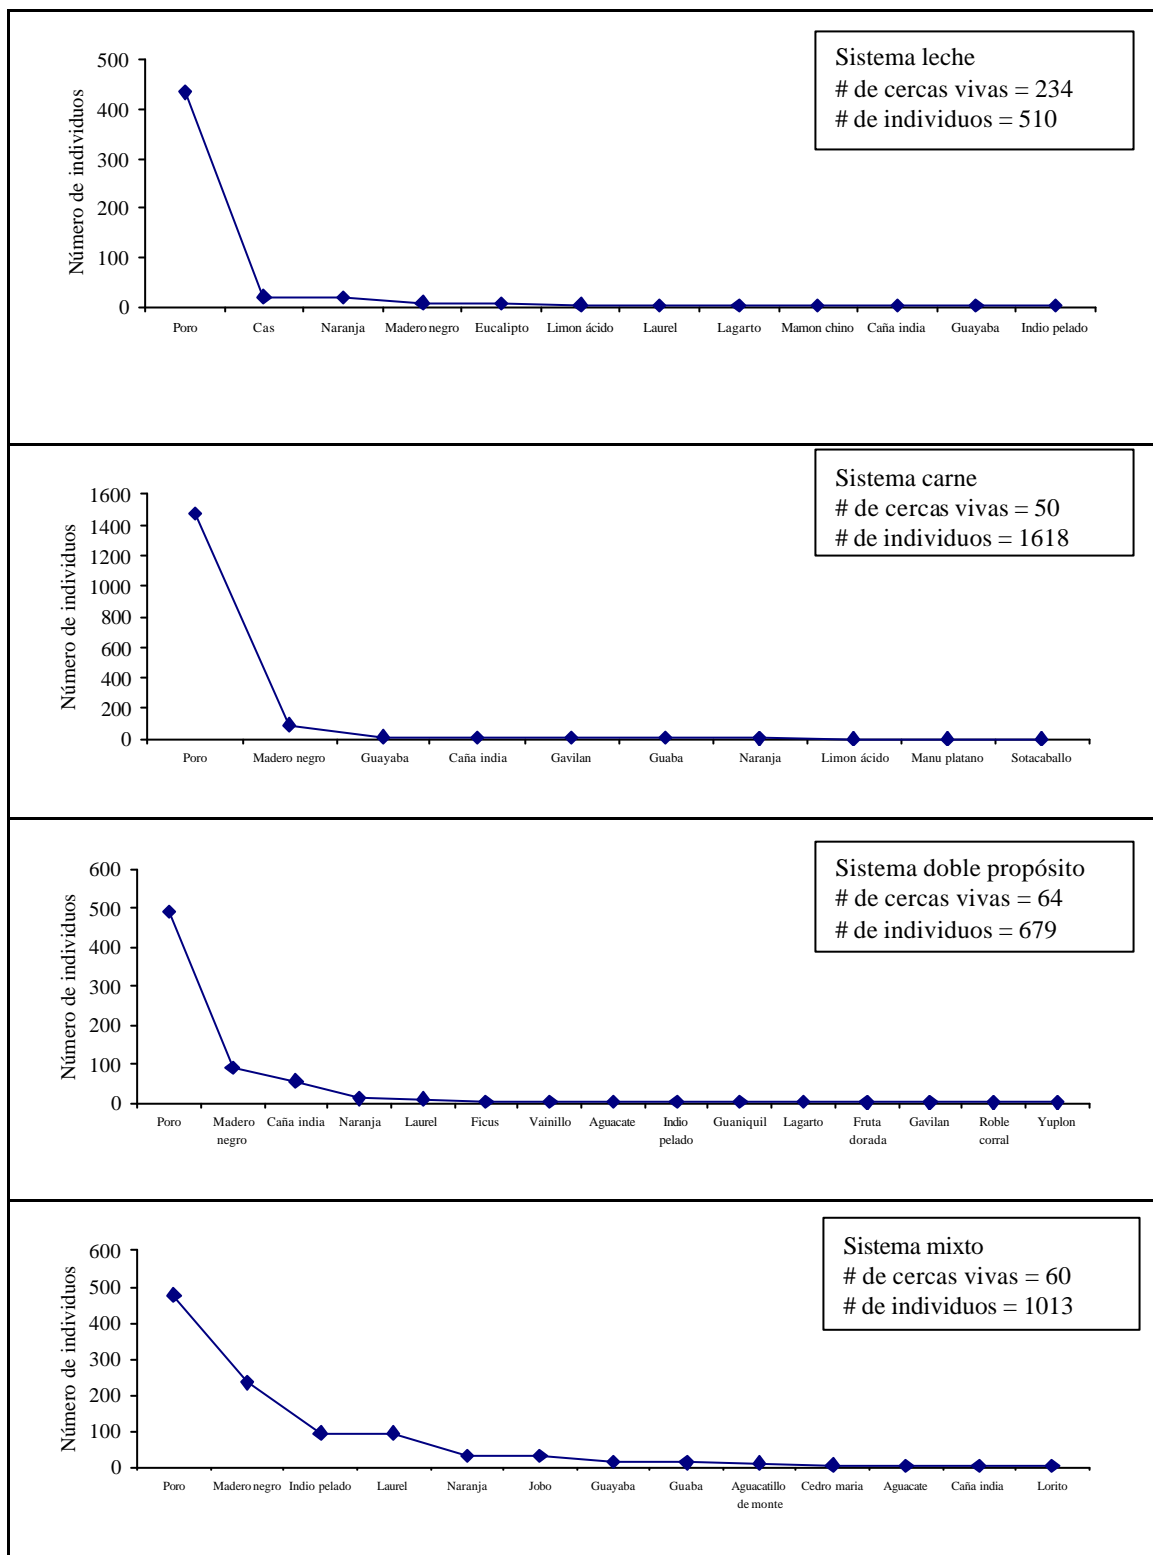 Sistema leche
# de cercas vivas = 234
# de individuos = 510
Número de individuos
500
400
300
200
100
0
Poro Cas Naranja Madero negro Eucalipto Limon ácido Laurel Lagarto Mamon chino Caña india Guayaba Indio pelado
Sistema carne
# de cercas vivas = 50
# de individuos = 1618
Número de individuos
1600
1400
1200
1000
800
600
400
200
0
Poro Madero negro Guayaba Caña india Gavilan Guaba Naranja Limon ácido Manu platano Sotacaballo
Sistema doble propósito
# de cercas vivas = 64
# de individuos = 679
Número de individuos
600
500
400
300
200
100
0
Poro Madero Caña india Naranja Laurel Ficus Vainillo Aguacate Indio Guaniquil Lagarto Fruta Gavilan Roble Yuplon
negro pelado dorada corral
Sistema mixto
# de cercas vivas = 60
# de individuos = 1013
Número de individuos
600
500
400
300
200
100
0
Poro Madero negro Indio pelado Laurel Naranja Jobo Guayaba Guaba Aguacatillo Cedro maria Aguacate Caña india Lorito
de monte